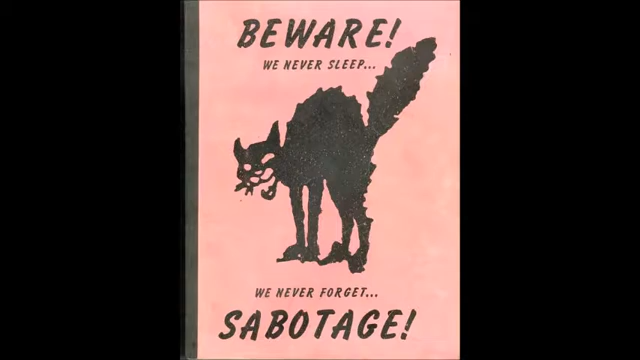 BEWARE!
WE NEVER SLEEP...
WE NEVER FORGET...
SABOTAGE!